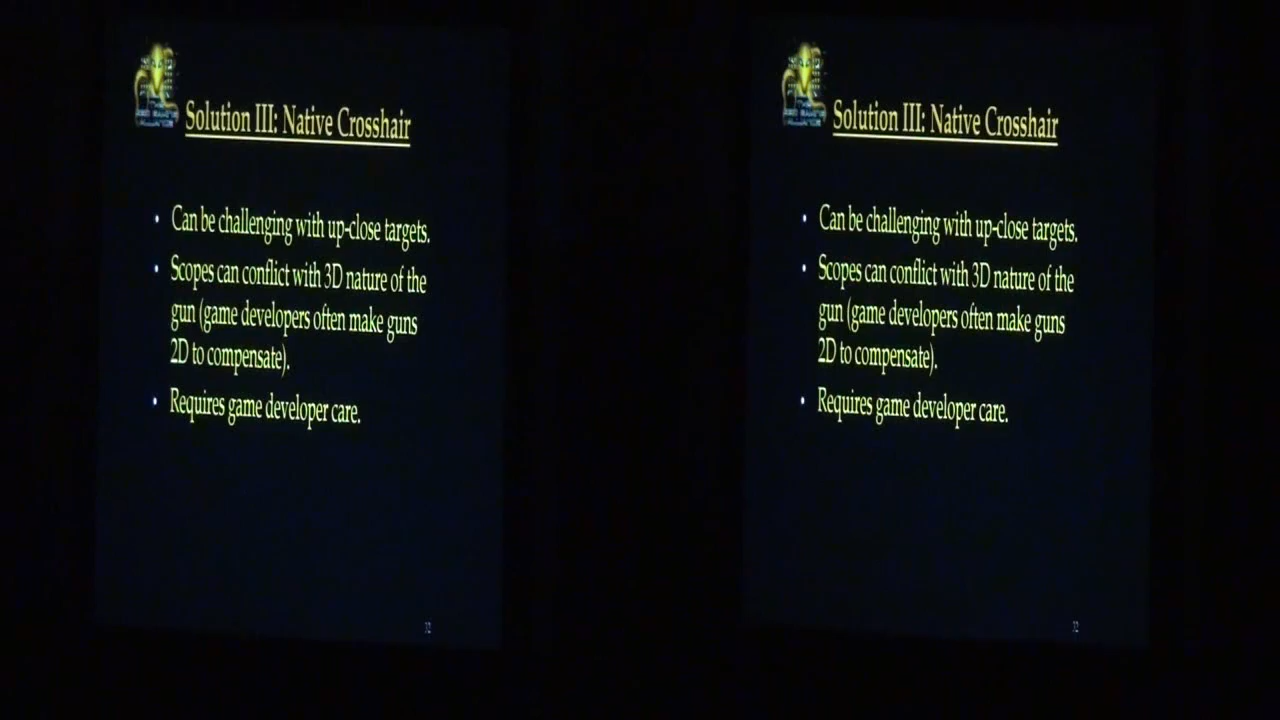 Solution III: Native Crosshair
• Can be challenging with up-close targets.
• Scopes can conflict with 3D nature of the
gun (game developers often make guns
2D to compensate).
• Requires game developer care.
32
Solution III: Native Crosshair
• Can be challenging with up-close targets.
• Scopes can conflict with 3D nature of the
gun (game developers often make guns
2D to compensate).
• Requires game developer care.
32